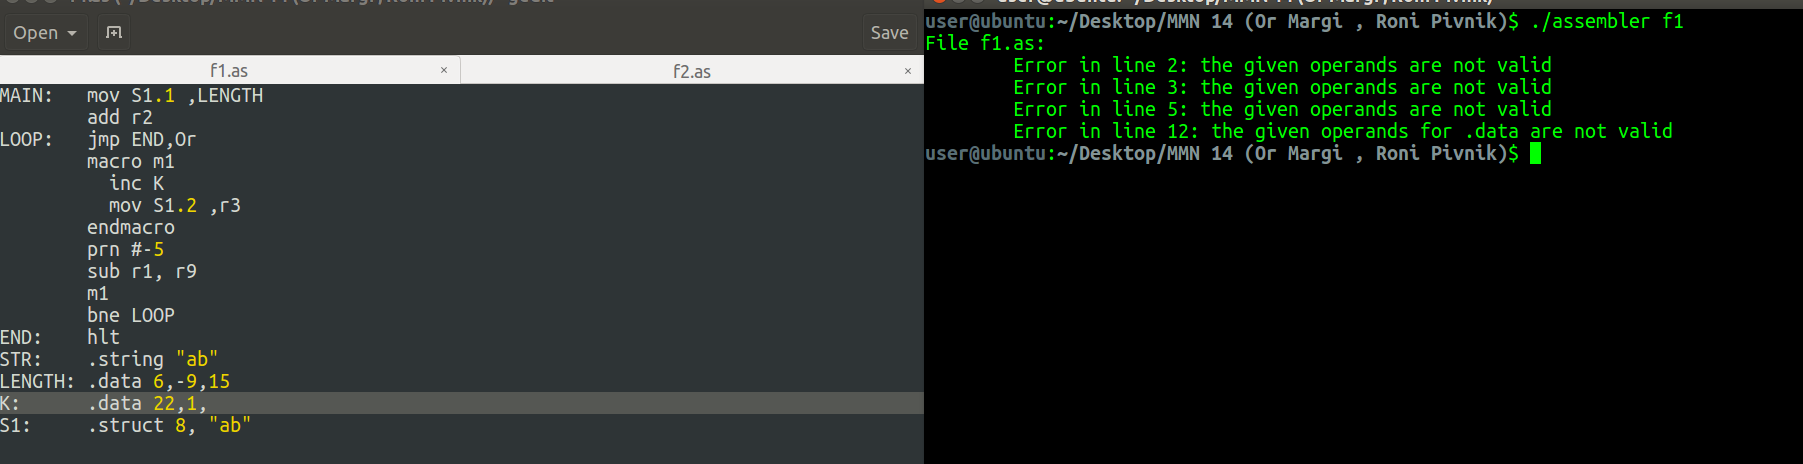 Open
Save
f1.as ×
f2.as ×
MAIN:   mov S1.1 ,LENGTH
        add r2
LOOP:   jmp END,Or
        macro m1
          inc K
          mov S1.2 ,r3
        endmacro
        prn #-5
        sub r1, r9
        m1
        bne LOOP
END:    hlt
STR:    .string "ab"
LENGTH: .data 6,-9,15
K:      .data 22,1,
S1:     .struct 8, "ab"
user@ubuntu:~/Desktop/MMN 14 (Or Margi , Roni Pivnik)$ ./assembler f1
File f1.as:
        Error in line 2: the given operands are not valid
        Error in line 3: the given operands are not valid
        Error in line 5: the given operands are not valid
        Error in line 12: the given operands for .data are not valid
user@ubuntu:~/Desktop/MMN 14 (Or Margi , Roni Pivnik)$